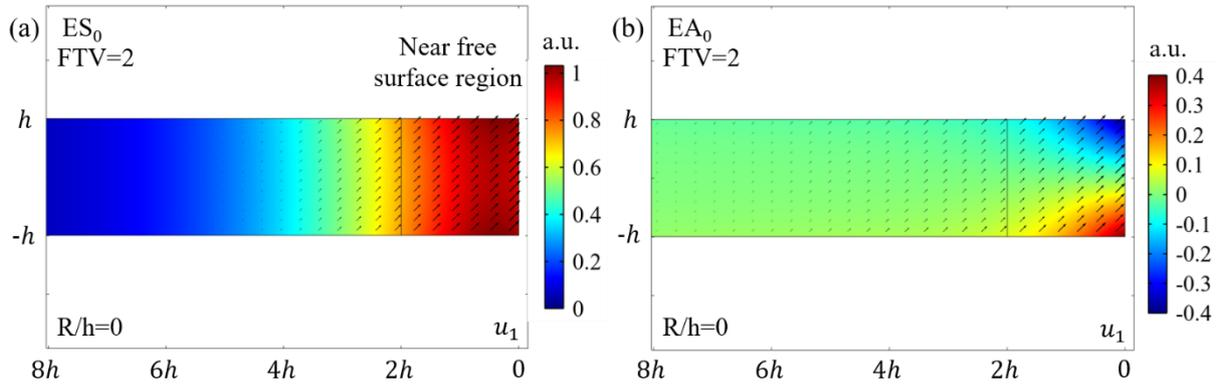 (a)
ES₀
FTV=2
Near free
surface region
a.u.
1
0.8
0.6
0.4
0.2
0
h
-h
R/h=0
u₁
8h
6h
4h
2h
0
(b)
EA₀
FTV=2
a.u.
0.4
0.3
0.2
0.1
0
-0.1
-0.2
-0.3
-0.4
h
-h
R/h=0
u₁
8h
6h
4h
2h
0